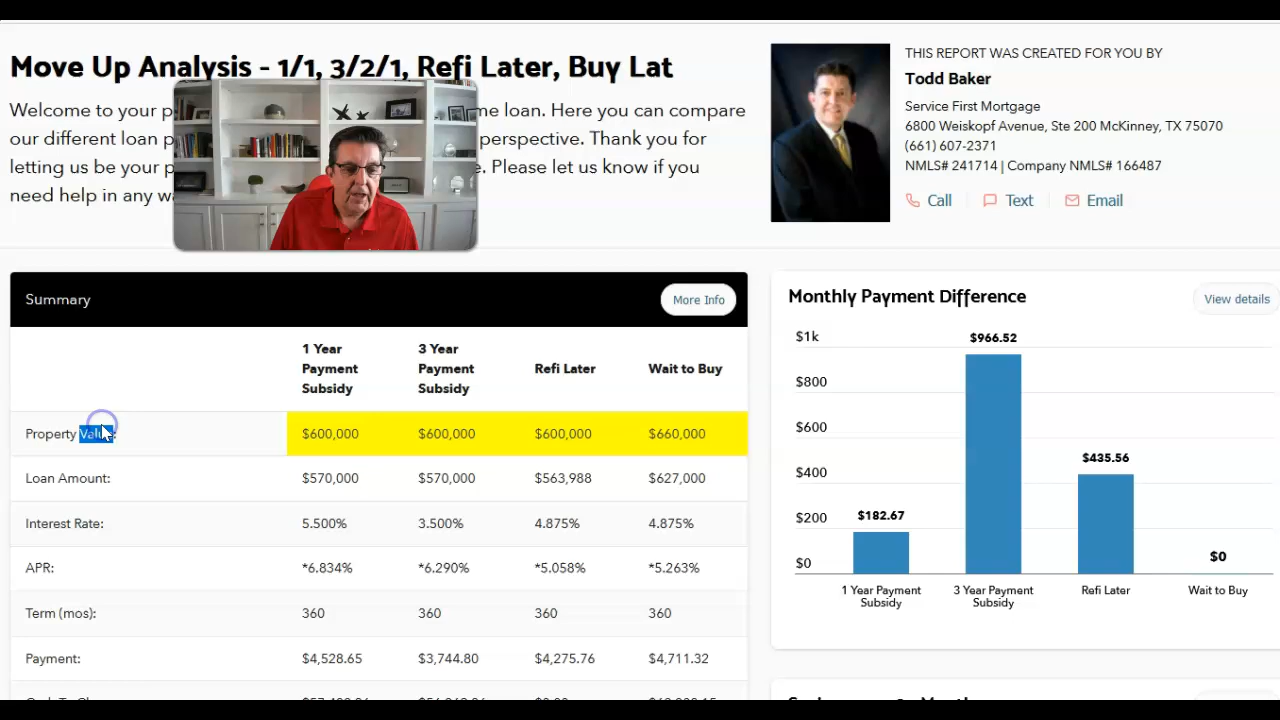 Move Up Analysis - 1/1, 3/2/1, Refi Later, Buy Lat
Welcome to your me loan. Here you can compare
our different loan perspective. Thank you for
letting us be your . Please let us know if you
need help in any
THIS REPORT WAS CREATED FOR YOU BY
Todd Baker
Service First Mortgage
6800 Weiskopf Avenue, Ste 200 McKinney, TX 75070
(661) 607-2371
NMLS# 241714 | Company NMLS# 166487
Call Text Email
Summary More Info
1 Year Payment Subsidy 3 Year Payment Subsidy Refi Later Wait to Buy
Property Value: $600,000 $600,000 $600,000 $660,000
Loan Amount: $570,000 $570,000 $563,988 $627,000
Interest Rate: 5.500% 3.500% 4.875% 4.875%
APR: *6.834% *6.290% *5.058% *5.263%
Term (mos): 360 360 360 360
Payment: $4,528.65 $3,744.80 $4,275.76 $4,711.32
Monthly Payment Difference View details
$1k
$800
$600
$400
$200
$0
$182.67
$966.52
$435.56
$0
1 Year Payment Subsidy
3 Year Payment Subsidy
Refi Later
Wait to Buy